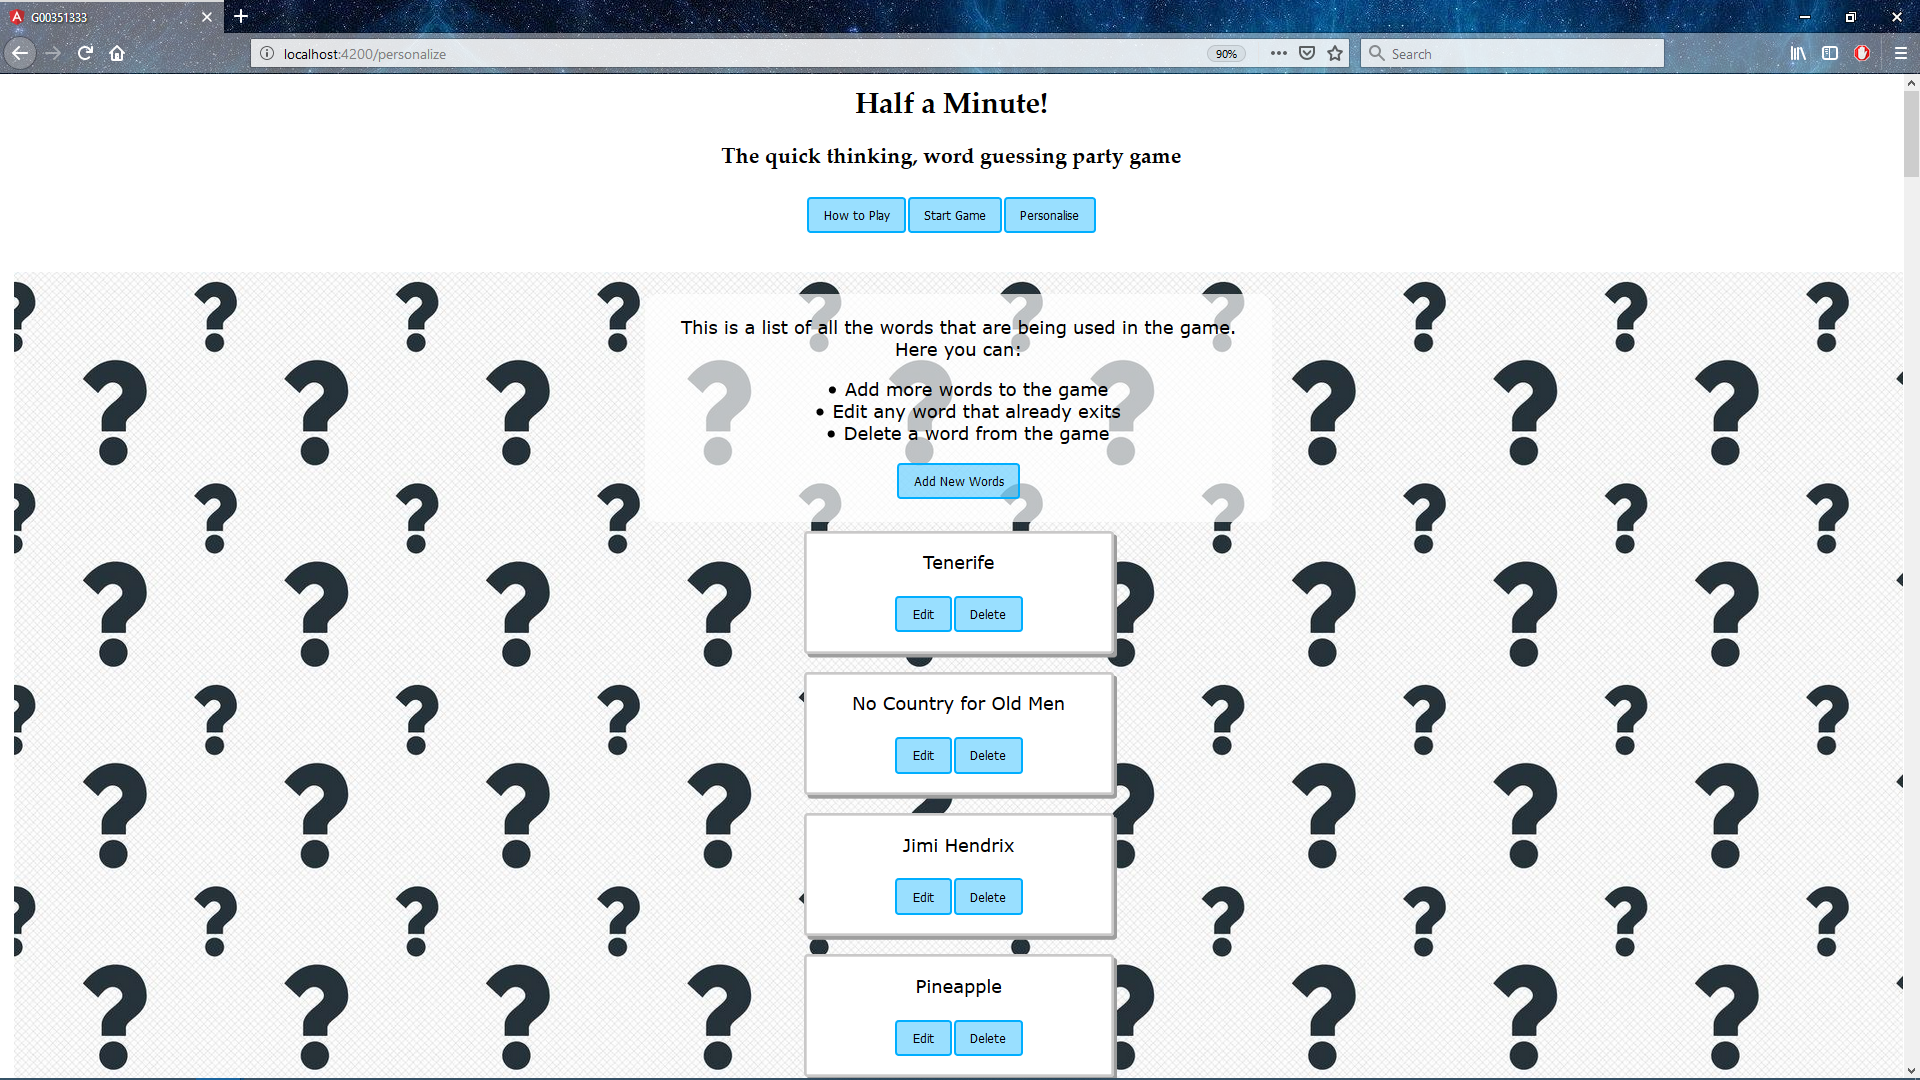 G00351333
localhost:4200/personalize
90%
Search
Half a Minute!
The quick thinking, word guessing party game
How to Play
Start Game
Personalise
This is a list of all the words that are being used in the game.
Here you can:
• Add more words to the game
• Edit any word that already exits
• Delete a word from the game
Add New Words
Tenerife
Edit
Delete
No Country for Old Men
Edit
Delete
Jimi Hendrix
Edit
Delete
Pineapple
Edit
Delete